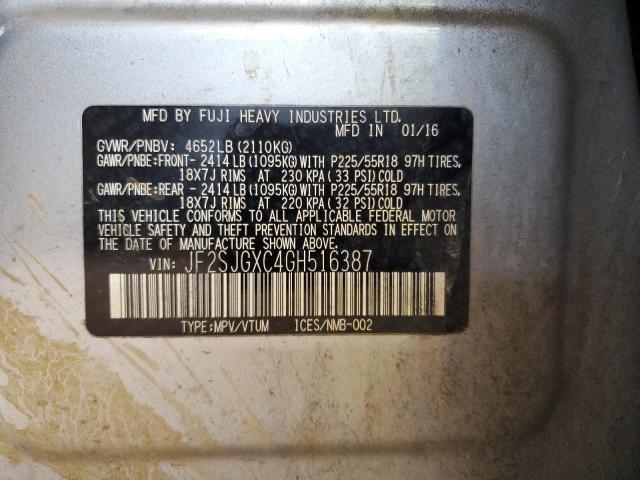 MFD BY FUJI HEAVY INDUSTRIES LTD.
MFD IN 01/16
GVWR/PNBV: 4652LB(2110KG)
GAWR/PNBE:FRONT- 2414LB(1095KG)WITH P225/55R18 97H TIRES,
18X7J RIMS AT 230 KPA(33 PSI)COLD
GAWR/PNBE:REAR -2414LB(1095KG)WITH P225/55R18 97H TIRES,
18X7J RIMS AT 220 KPA(32 PSI)COLD
THIS VEHICLE CONFORMS TO ALL APPLICABLE FEDERAL MOTOR
VEHICLE SAFETY AND THEFT PREVENTION STANDARDS IN EFFECT ON
THE DATE OF MANUFACTURE SHOWN ABOVE.
VIN: JF2SJGXC4GH516387
TYPE:MPV/VTUM ICES/NMB-002